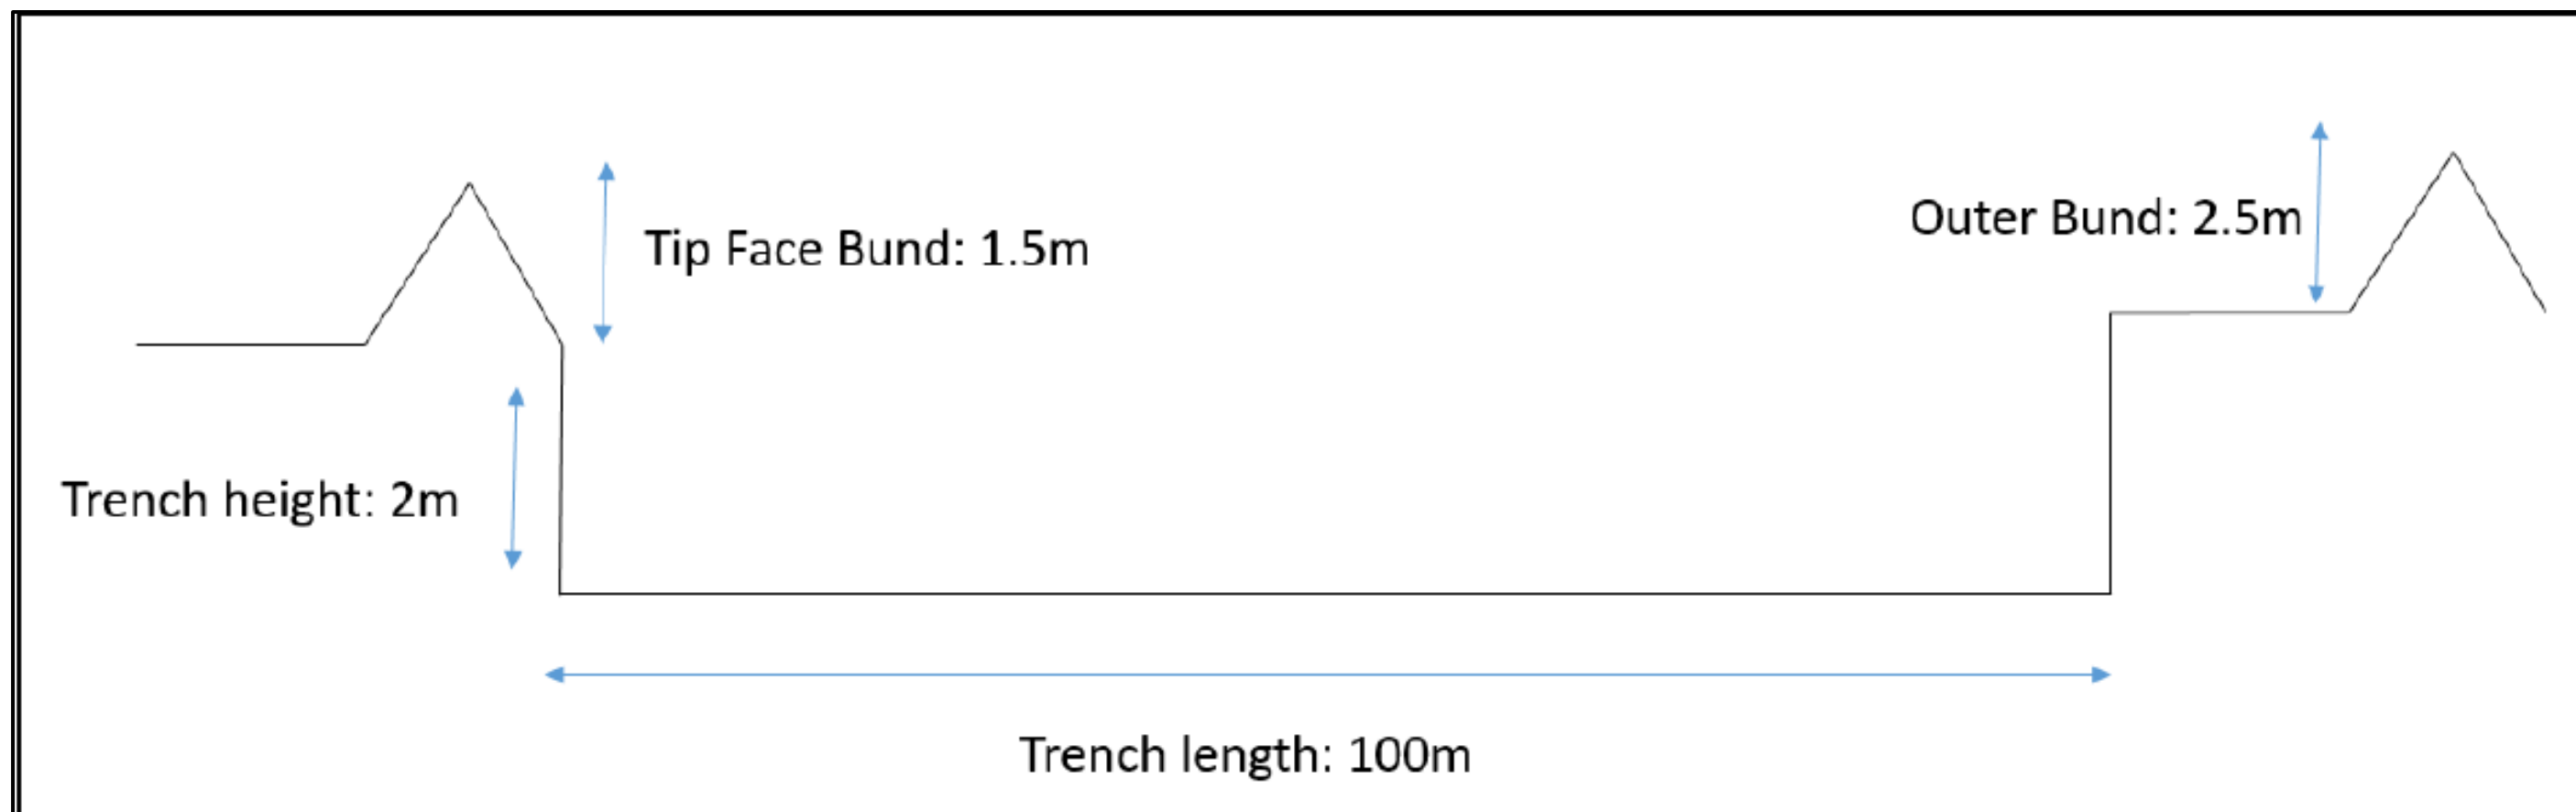 Outer Bund: 2.5m
Tip Face Bund: 1.5m
Trench height: 2m
Trench length: 100m